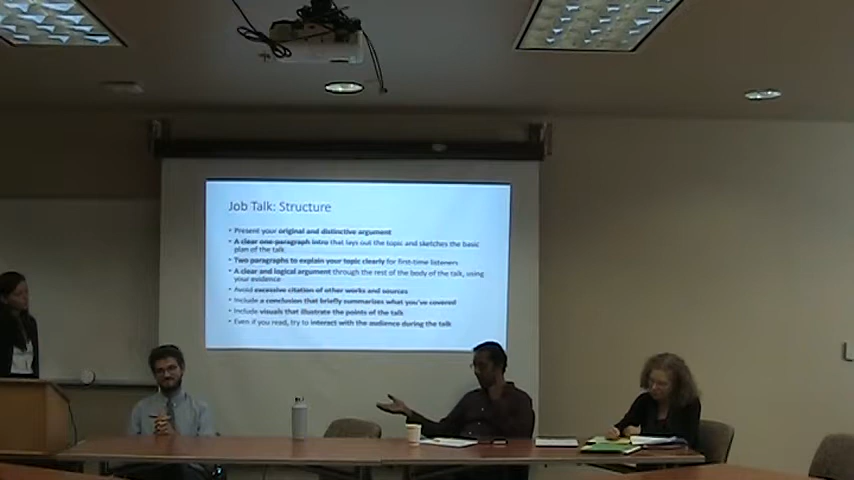 Job Talk: Structure
• Present your original and distinctive argument
• A clear one-paragraph intro that lays out the topic and sketches the basic
plan of the talk
• Two paragraphs to explain your topic clearly for first-time listeners
• A clear and logical argument through the rest of the body of the talk, using
your evidence
• Avoid excessive citation of other works and sources
• Include a conclusion that briefly summarizes what you've covered
• Include visuals that illustrate the points of the talk
• Even if you read, try to interact with the audience during the talk